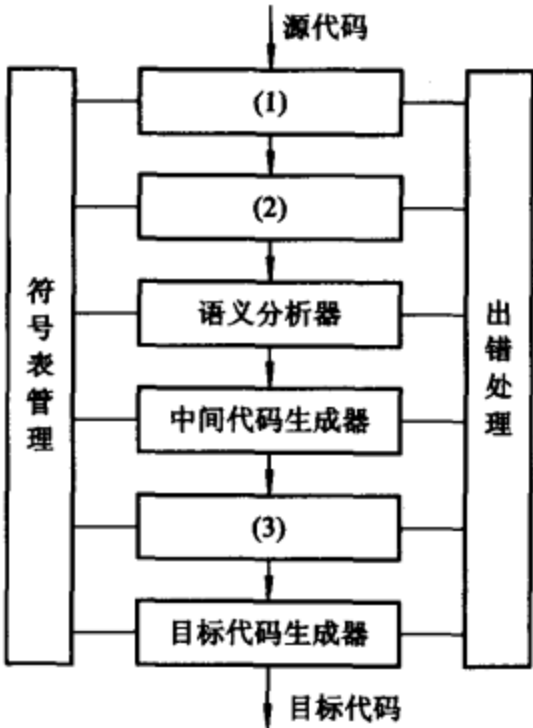 源代码
(1)
(2)
语义分析器
中间代码生成器
(3)
目标代码生成器
目标代码
符号表管理
出错处理